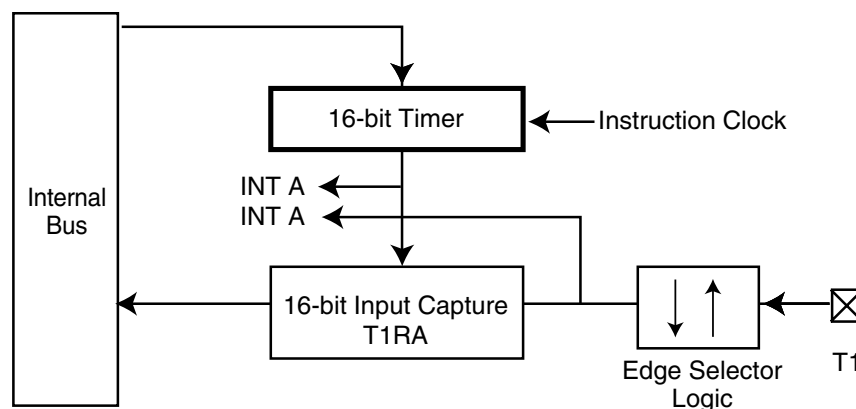 16-bit Timer
Instruction Clock
INT A
INT A
Internal
Bus
16-bit Input Capture
T1RA
T1
Edge Selector
Logic